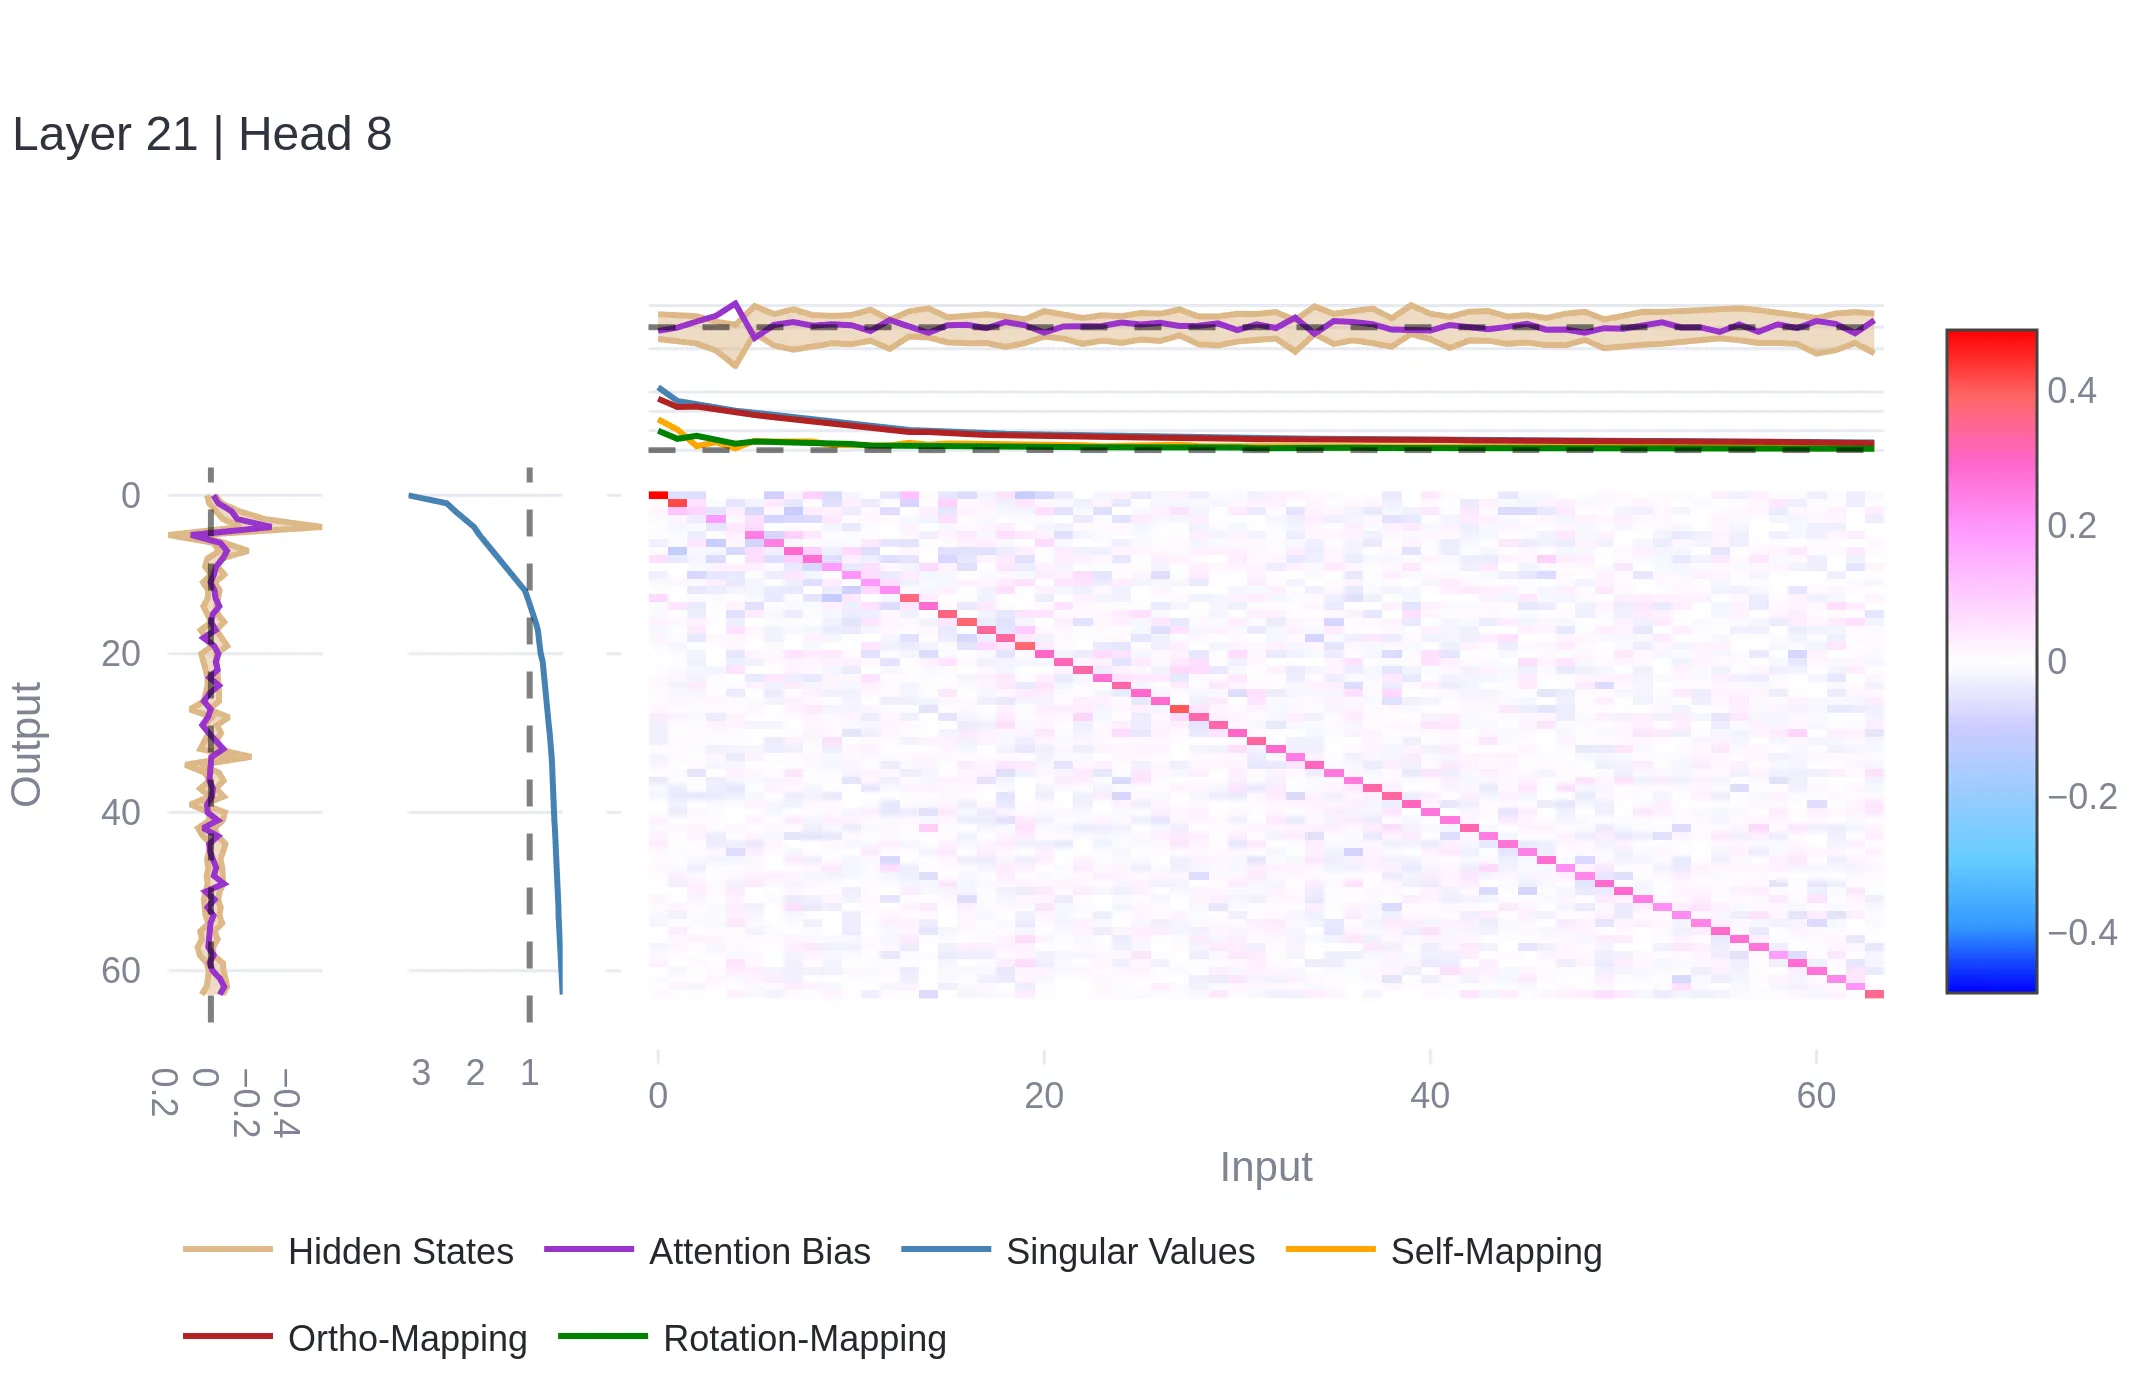 Layer 21 | Head 8
0
20
40
60
Output
0.2
0
−0.2
−0.4
3
2
1
0
20
40
60
Input
0.4
0.2
0
−0.2
−0.4
Hidden States
Attention Bias
Singular Values
Self-Mapping
Ortho-Mapping
Rotation-Mapping